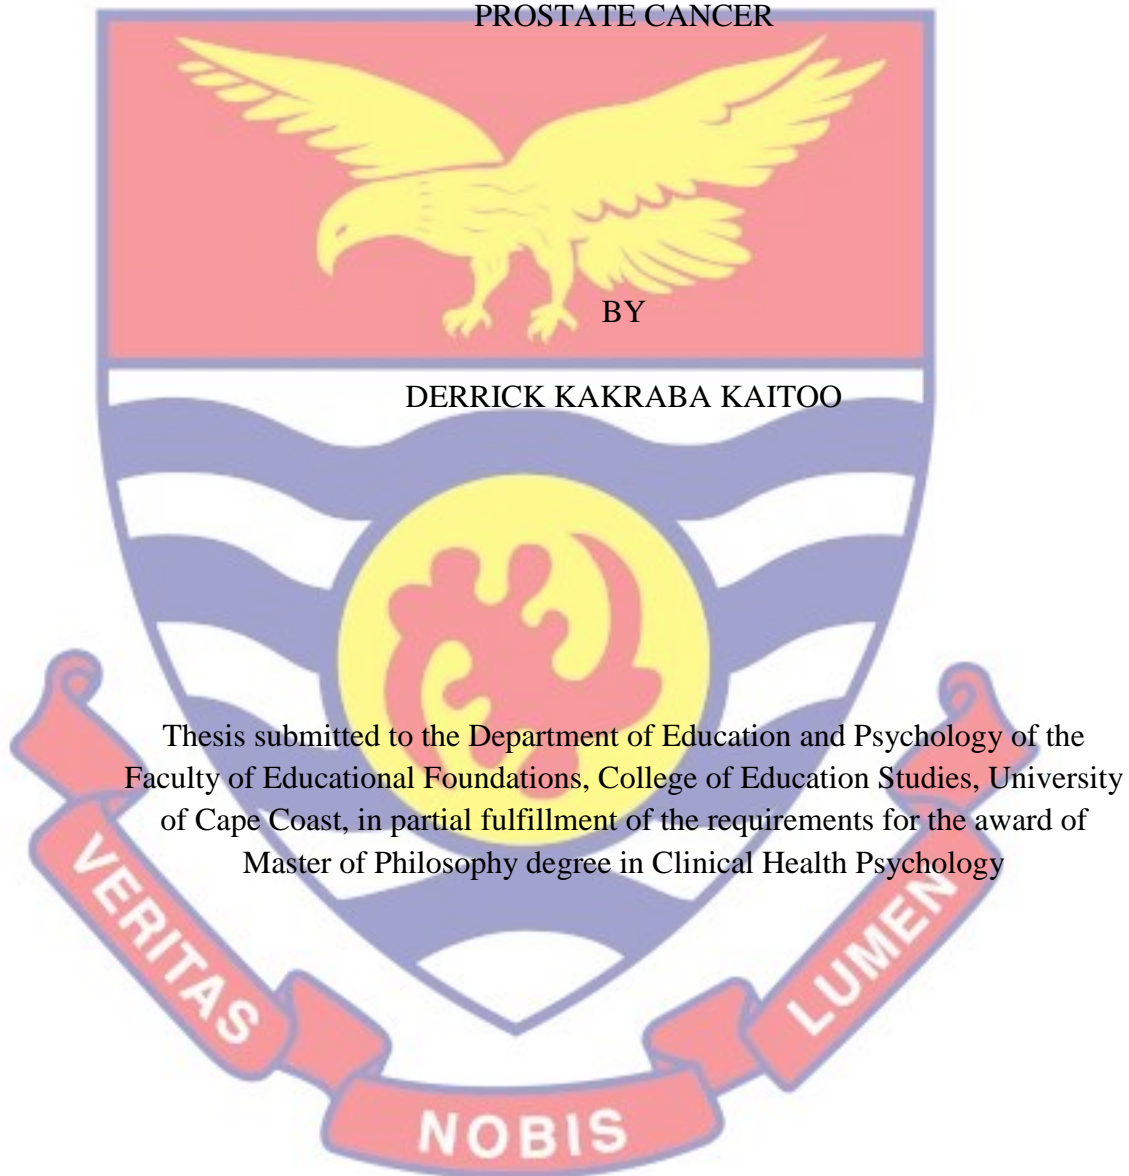 PROSTATE CANCER
BY
DERRICK KAKRABA KAITOO
Thesis submitted to the Department of Education and Psychology of the
Faculty of Educational Foundations, College of Education Studies, University
of Cape Coast, in partial fulfillment of the requirements for the award of
Master of Philosophy degree in Clinical Health Psychology
VERITAS
NOBIS
LUMEN